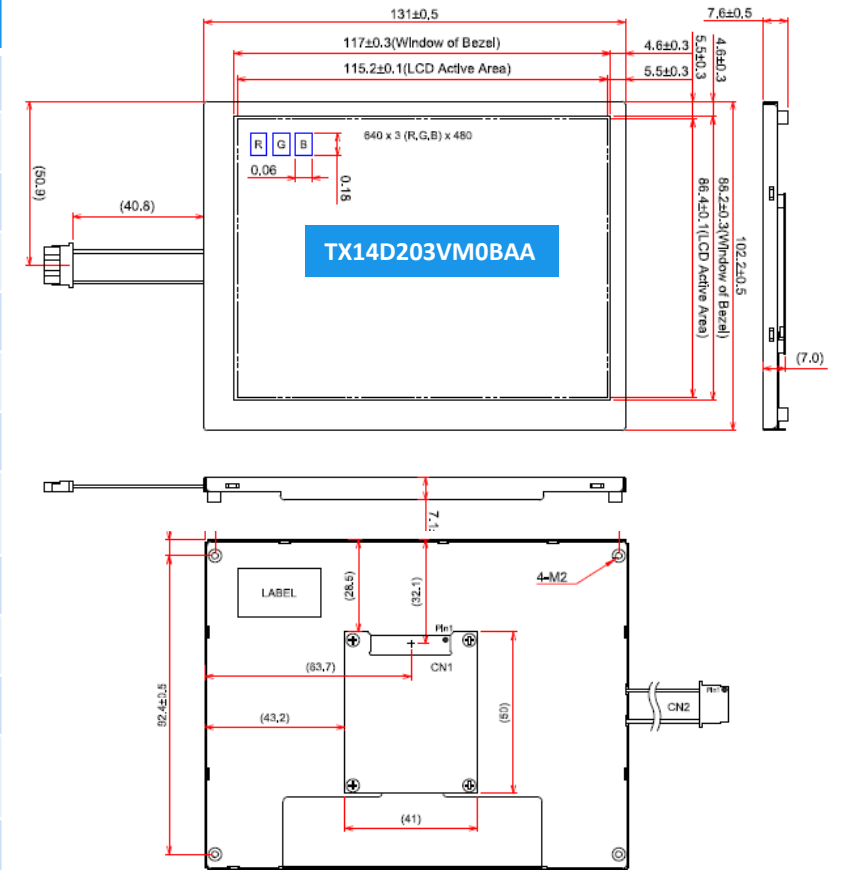 131±0.5
7.6±0.5
117±0.3(Window of Bezel)
4.6±0.3
115.2±0.1(LCD Active Area)
5.5±0.3
5.5±0.3
4.6±0.3
R G B
640 x 3 (R,G,B) x 480
0.06
0.18
(50.9)
(40.8)
TX14D203VM0BAA
86.4±0.1(LCD Active Area)
88.2±0.3(Window of Bezel)
102.2±0.5
(7.0)
7.1
LABEL
(28.5)
(32.1)
4-M2
Pin1
CN1
(63.7)
(43.2)
92.4±0.5
(50)
(41)
Pin1
CN2